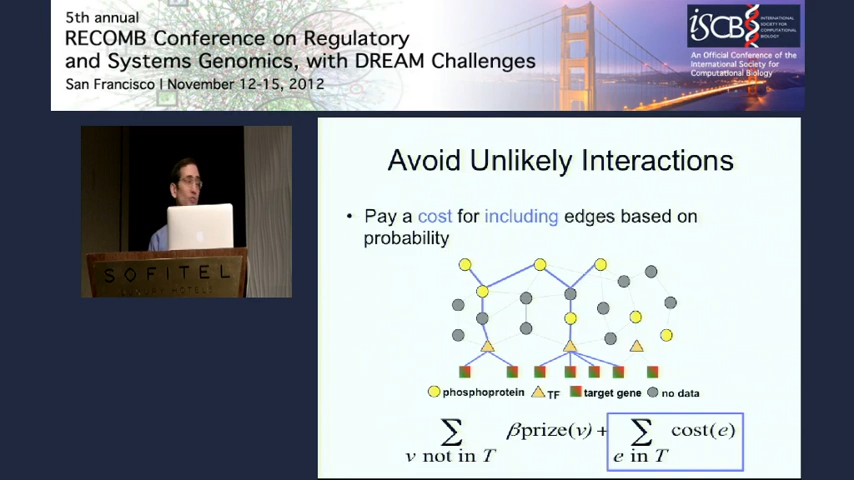 5th annual
RECOMB Conference on Regulatory
and Systems Genomics, with DREAM Challenges
San Francisco | November 12-15, 2012
iSCB
INTERNATIONAL
SOCIETY FOR
COMPUTATIONAL
BIOLOGY
An Official Conference of the
International Society for
Computational Biology
SOFITEL
LUXURY HOTELS
Avoid Unlikely Interactions
• Pay a cost for including edges based on
probability
phosphoprotein TF target gene no data
∑ βprize(v) + ∑ cost(e)
v not in T e in T